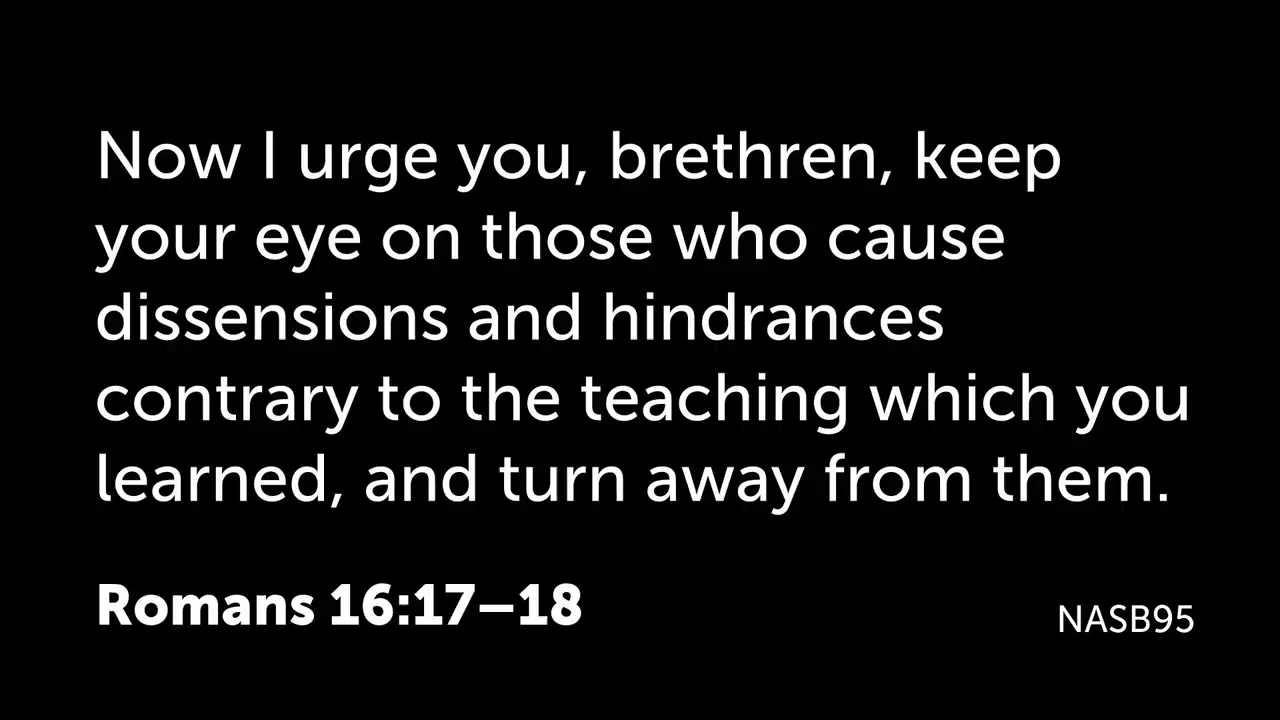 Now I urge you, brethren, keep
your eye on those who cause
dissensions and hindrances
contrary to the teaching which you
learned, and turn away from them.
Romans 16:17–18
NASB95